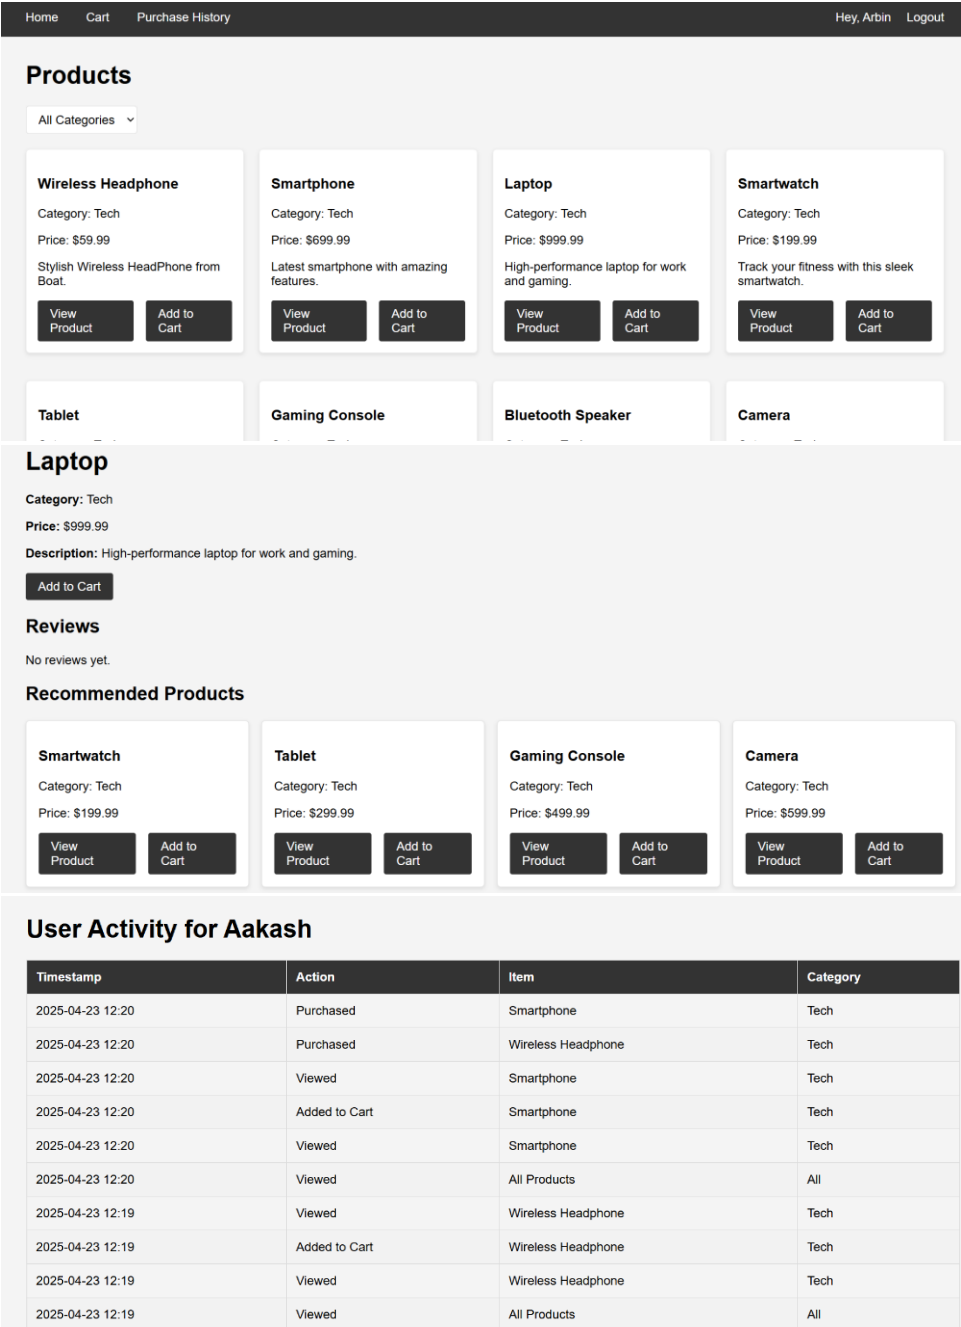 Home Cart Purchase History Hey, Arbin Logout
Products
All Categories
Wireless Headphone
Category: Tech
Price: $59.99
Stylish Wireless HeadPhone from
Boat.
View
Product
Add to
Cart
Smartphone
Category: Tech
Price: $699.99
Latest smartphone with amazing
features.
View
Product
Add to
Cart
Laptop
Category: Tech
Price: $999.99
High-performance laptop for work
and gaming.
View
Product
Add to
Cart
Smartwatch
Category: Tech
Price: $199.99
Track your fitness with this sleek
smartwatch.
View
Product
Add to
Cart
Tablet
Gaming Console
Bluetooth Speaker
Camera
Laptop
Category: Tech
Price: $999.99
Description: High-performance laptop for work and gaming.
Add to Cart
Reviews
No reviews yet.
Recommended Products
Smartwatch
Category: Tech
Price: $199.99
View
Product
Add to
Cart
Tablet
Category: Tech
Price: $299.99
View
Product
Add to
Cart
Gaming Console
Category: Tech
Price: $499.99
View
Product
Add to
Cart
Camera
Category: Tech
Price: $599.99
View
Product
Add to
Cart
User Activity for Aakash
Timestamp Action Item Category
2025-04-23 12:20 Purchased Smartphone Tech
2025-04-23 12:20 Purchased Wireless Headphone Tech
2025-04-23 12:20 Viewed Smartphone Tech
2025-04-23 12:20 Added to Cart Smartphone Tech
2025-04-23 12:20 Viewed Smartphone Tech
2025-04-23 12:20 Viewed All Products All
2025-04-23 12:19 Viewed Wireless Headphone Tech
2025-04-23 12:19 Added to Cart Wireless Headphone Tech
2025-04-23 12:19 Viewed Wireless Headphone Tech
2025-04-23 12:19 Viewed All Products All